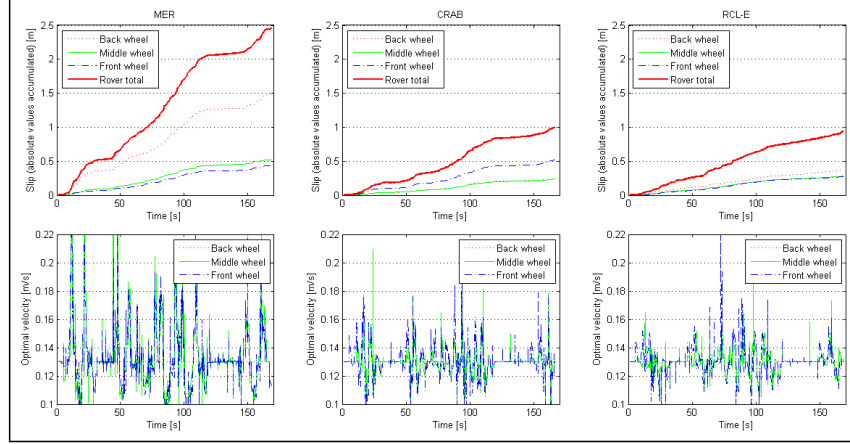 MER
CRAB
RCL-E
Slip (absolute values accumulated) [m]
2.5
2
1.5
1
0.5
0
Back wheel
Middle wheel
Front wheel
Rover total
0
50
100
150
Time [s]
Slip (absolute values accumulated) [m]
2.5
2
1.5
1
0.5
0
Back wheel
Middle wheel
Front wheel
Rover total
0
50
100
150
Time [s]
Slip (absolute values accumulated) [m]
2.5
2
1.5
1
0.5
0
Back wheel
Middle wheel
Front wheel
Rover total
0
50
100
150
Time [s]
Optimal velocity [m/s]
0.22
0.2
0.18
0.16
0.14
0.12
0.1
Back wheel
Middle wheel
Front wheel
0
50
100
150
Time [s]
Optimal velocity [m/s]
0.22
0.2
0.18
0.16
0.14
0.12
0.1
Back wheel
Middle wheel
Front wheel
0
50
100
150
Time [s]
Optimal velocity [m/s]
0.22
0.2
0.18
0.16
0.14
0.12
0.1
Back wheel
Middle wheel
Front wheel
0
50
100
150
Time [s]